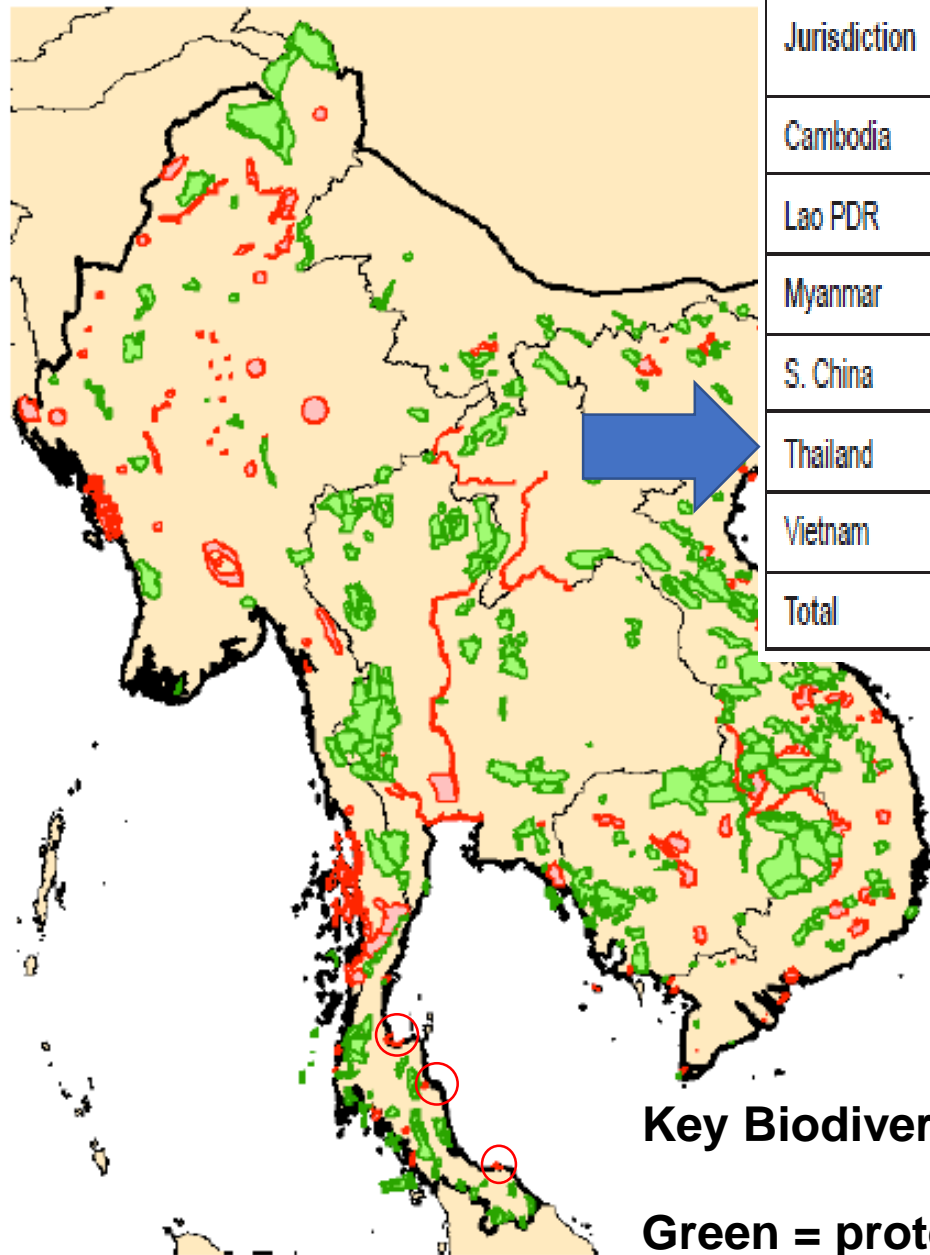 Jurisdiction
Cambodia
Lao PDR
Myanmar
S. China
Thailand
Vietnam
Total
Key Biodiver
Green = prot